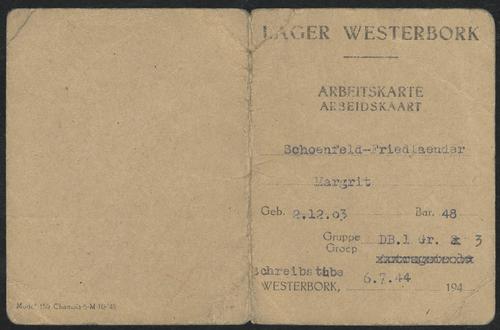 LAGER WESTERBORK
ARBEITSKARTE
ARBEIDSKAART
Schoenfeld-Friedlaender
Margrit
Geb. 2.12.03 Bar. 48
Gruppe
Groep DB.1 Gr. 3
Schreibstube
WESTERBORK, 6.7.44 194